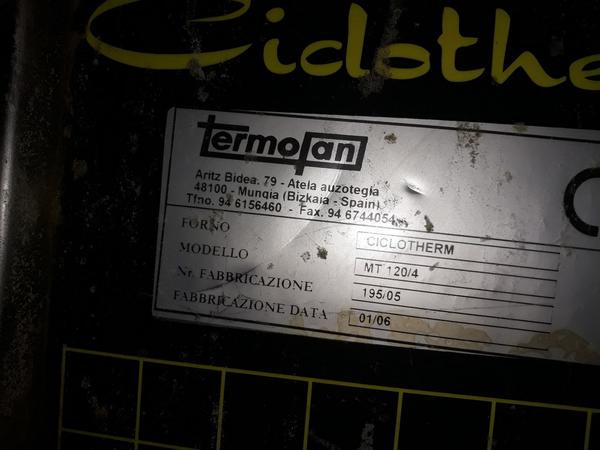 Ciclothe
termopan
Aritz Bidea, 79 - Atela auzotegia
48100 - Mungia (Bizkaia - Spain)
Tfno. 94 6156460 - Fax. 94 6744054
FORNO CICLOTHERM
MODELLO MT 120/4
Nr. FABBRICAZIONE 195/05
FABBRICAZIONE DATA 01/06